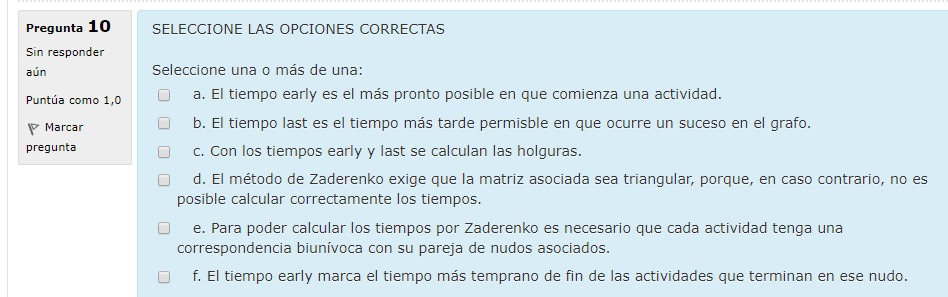 Pregunta 10
Sin responder
aún
Puntúa como 1,0
Marcar
pregunta
SELECCIONE LAS OPCIONES CORRECTAS
Seleccione una o más de una:
a. El tiempo early es el más pronto posible en que comienza una actividad.
b. El tiempo last es el tiempo más tarde permisble en que ocurre un suceso en el grafo.
c. Con los tiempos early y last se calculan las holguras.
d. El método de Zaderenko exige que la matriz asociada sea triangular, porque, en caso contrario, no es
posible calcular correctamente los tiempos.
e. Para poder calcular los tiempos por Zaderenko es necesario que cada actividad tenga una
correspondencia biunívoca con su pareja de nudos asociados.
f. El tiempo early marca el tiempo más temprano de fin de las actividades que terminan en ese nudo.